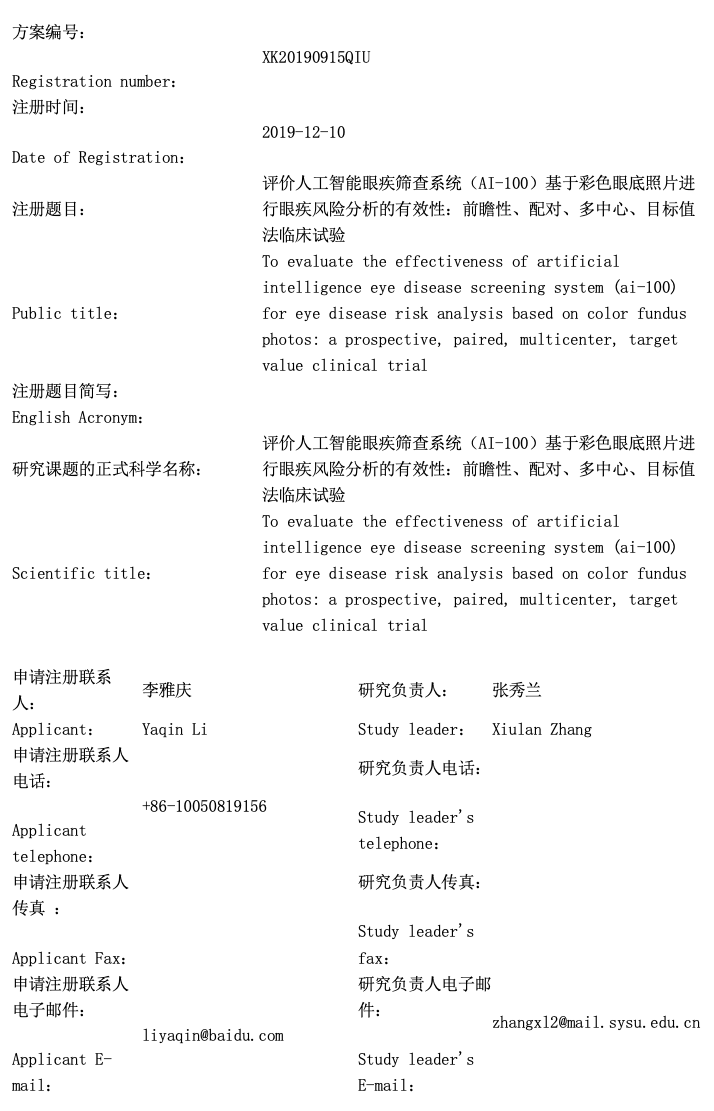 方案编号:
XK20190915QIU
Registration number:
注册时间:
2019-12-10
Date of Registration:
注册题目:
评价人工智能眼疾筛查系统（AI-100）基于彩色眼底照片进
行眼疾风险分析的有效性：前瞻性、配对、多中心、目标值
法临床试验
Public title:
To evaluate the effectiveness of artificial
intelligence eye disease screening system (ai-100)
for eye disease risk analysis based on color fundus
photos: a prospective, paired, multicenter, target
value clinical trial
注册题目简写:
English Acronym:
研究课题的正式科学名称:
评价人工智能眼疾筛查系统（AI-100）基于彩色眼底照片进
行眼疾风险分析的有效性：前瞻性、配对、多中心、目标值
法临床试验
Scientific title:
To evaluate the effectiveness of artificial
intelligence eye disease screening system (ai-100)
for eye disease risk analysis based on color fundus
photos: a prospective, paired, multicenter, target
value clinical trial
申请注册联系
人:
李雅庆
研究负责人:
张秀兰
Applicant:
Yaqin Li
Study leader:
Xiulan Zhang
申请注册联系人
电话:
研究负责人电话:
+86-10050819156
Applicant
telephone:
Study leader's
telephone:
申请注册联系人
传真 :
研究负责人传真:
Applicant Fax:
Study leader's
fax:
申请注册联系人
电子邮件:
研究负责人电子邮
件:
liyaqin@baidu.com
zhangxl2@mail.sysu.edu.cn
Applicant E-
mail:
Study leader's
E-mail: